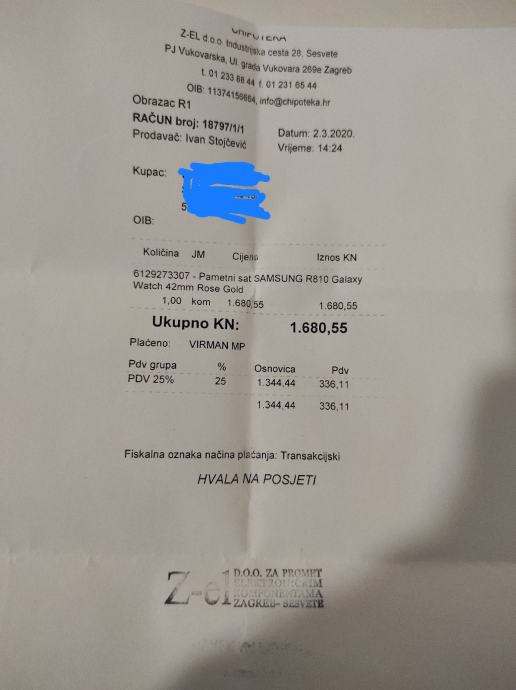 CHIPOTEKA
Z-EL d.o.o. Industrijska cesta 28, Sesvete
PJ Vukovarska, Ul. grada Vukovara 269e Zagreb
t. 01 233 88 44 f. 01 231 65 44
OIB: 11374156664, info@chipoteka.hr
Obrazac R1
RAČUN broj: 18797/1/1
Prodavač: Ivan Stojčević
Datum: 2.3.2020.
Vrijeme: 14:24
Kupac:
5
OIB:
Količina JM Cijena Iznos KN
6129273307 - Pametni sat SAMSUNG R810 Galaxy
Watch 42mm Rose Gold
1,00 kom 1.680,55 1.680,55
Ukupno KN: 1.680,55
Plaćeno: VIRMAN MP
Pdv grupa % Osnovica Pdv
PDV 25% 25 1.344,44 336,11
1.344,44 336,11
Fiskalna oznaka načina plaćanja: Transakcijski
HVALA NA POSJETI
Z-el D.O.O. ZA PROMET
ELEKTRONIČKIM
KOMPONENTAMA
ZAGREB- SESVETE